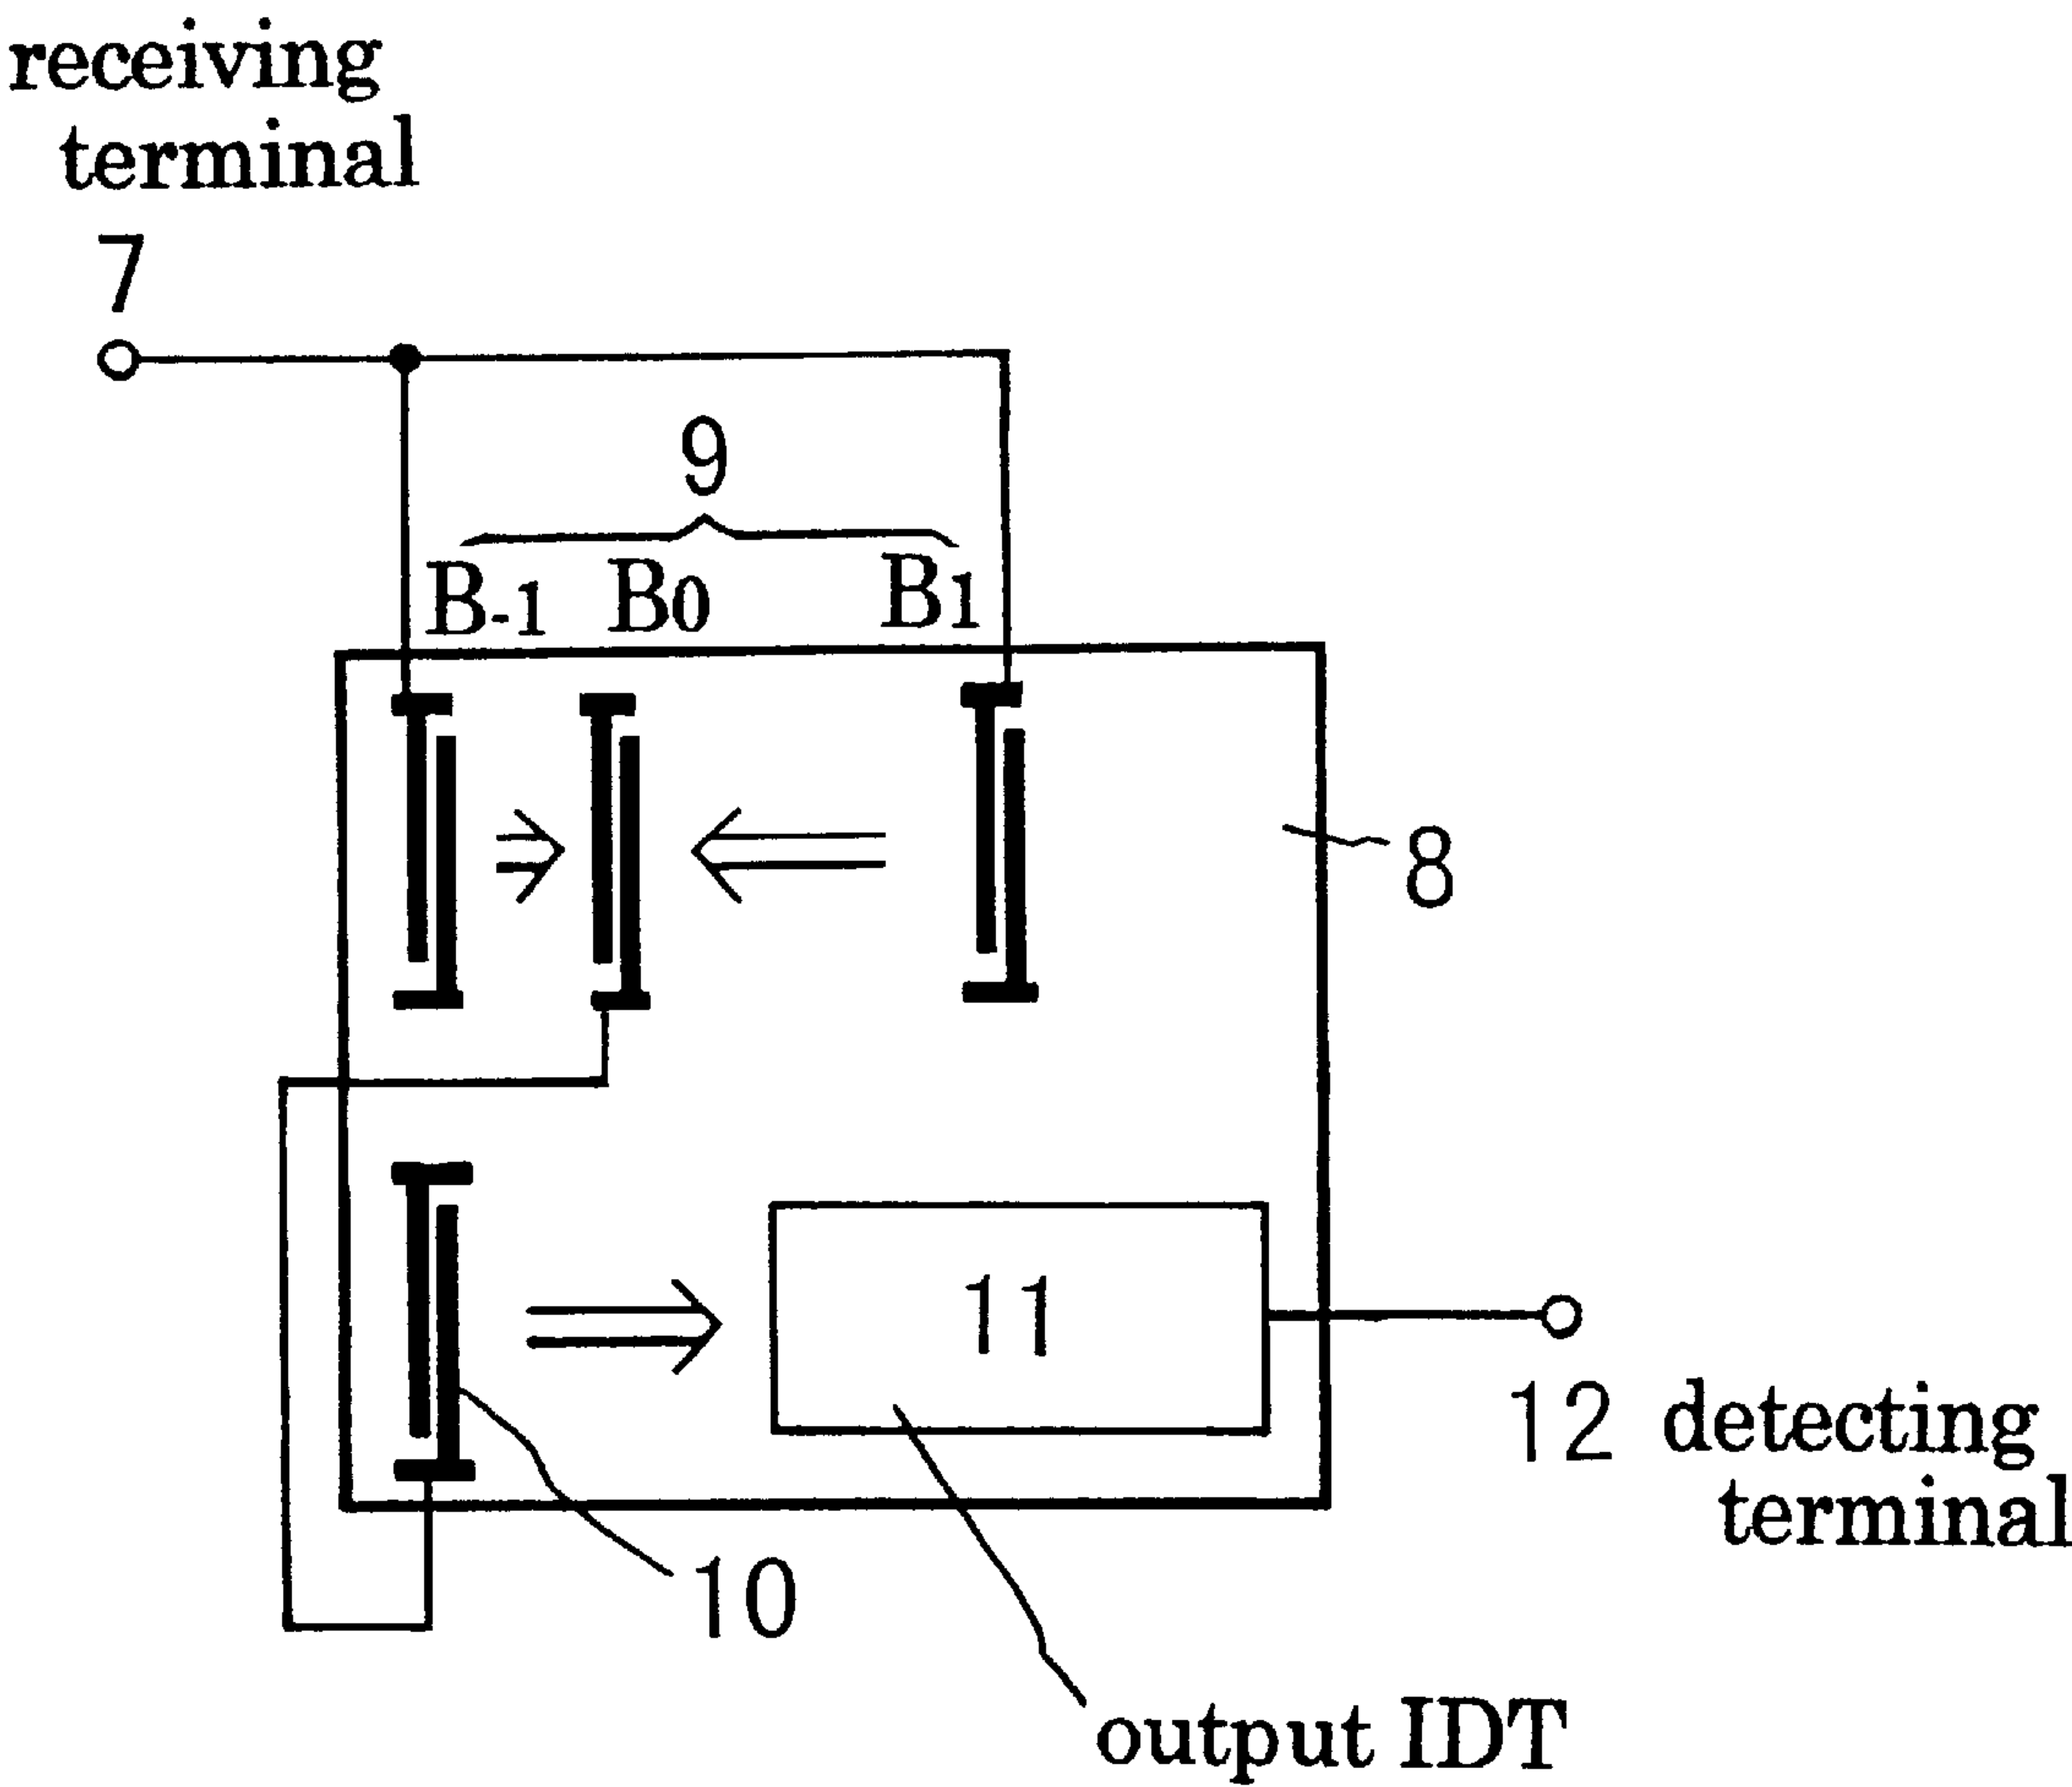 receiving
terminal
7
9
B-1 B0 B1
8
11
12 detecting
terminal
10
output IDT